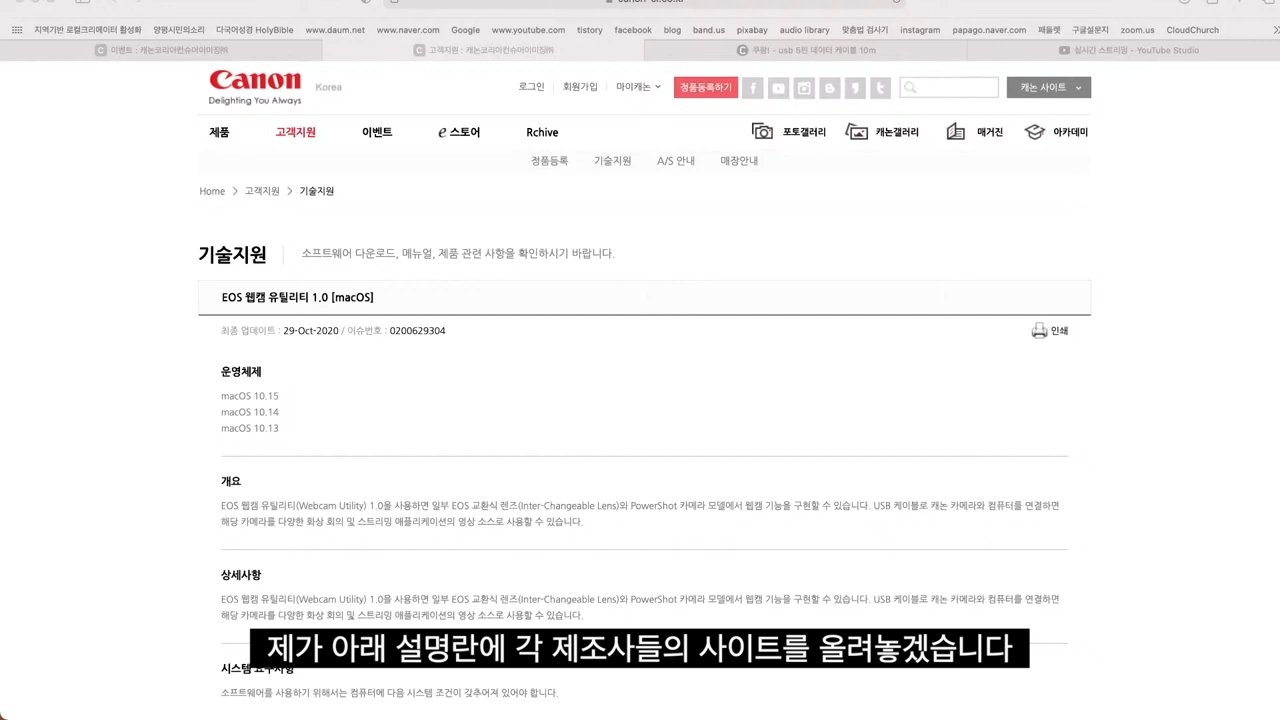 지역기반 로컬크리에이터 활성화 양평시민의소리 다국어성경 HolyBible www.daum.net www.naver.com Google www.youtube.com tistory facebook blog band.us pixabay audio library 맞춤법 검사기 instagram papago.naver.com 패들렛 구글설문지 zoom.us CloudChurch
이벤트 : 캐논코리아컨슈머이미징㈜ 고객지원 : 캐논코리아컨슈머이미징㈜ 쿠팡! - usb 5핀 데이터 케이블 10m 실시간 스트리밍 - YouTube Studio
Canon Korea 로그인 회원가입 마이캐논 정품등록하기 캐논 사이트
Delighting You Always
제품 고객지원 이벤트 e 스토어 Rchive 포토갤러리 캐논갤러리 매거진 아카데미
정품등록 기술지원 A/S 안내 매장안내
Home > 고객지원 > 기술지원
기술지원 소프트웨어 다운로드, 메뉴얼, 제품 관련 사항을 확인하시기 바랍니다.
EOS 웹캠 유틸리티 1.0 [macOS]
최종 업데이트 : 29-Oct-2020 / 이슈번호 : 0200629304 인쇄
운영체제
macOS 10.15
macOS 10.14
macOS 10.13
개요
EOS 웹캠 유틸리티(Webcam Utility) 1.0을 사용하면 일부 EOS 교환식 렌즈(Inter-Changeable Lens)와 PowerShot 카메라 모델에서 웹캠 기능을 구현할 수 있습니다. USB 케이블로 캐논 카메라와 컴퓨터를 연결하면
해당 카메라를 다양한 화상 회의 및 스트리밍 애플리케이션의 영상 소스로 사용할 수 있습니다.
상세사항
EOS 웹캠 유틸리티(Webcam Utility) 1.0을 사용하면 일부 EOS 교환식 렌즈(Inter-Changeable Lens)와 PowerShot 카메라 모델에서 웹캠 기능을 구현할 수 있습니다. USB 케이블로 캐논 카메라와 컴퓨터를 연결하면
해당 카메라를 다양한 화상 회의 및 스트리밍 애플리케이션의 영상 소스로 사용할 수 있습니다.
제가 아래 설명란에 각 제조사들의 사이트를 올려놓겠습니다
시스템 요구사항
소프트웨어를 사용하기 위해서는 컴퓨터에 다음 시스템 조건이 갖추어져 있어야 합니다.